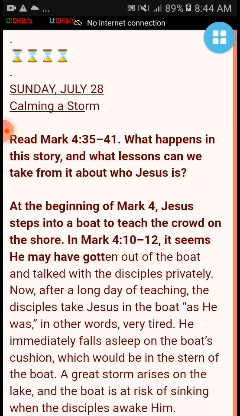 0:0KB/s U:0KB/s No internet connection 89% 8:44 AM
.
.
SUNDAY, JULY 28
Calming a Storm
Read Mark 4:35–41. What happens in
this story, and what lessons can we
take from it about who Jesus is?
At the beginning of Mark 4, Jesus
steps into a boat to teach the crowd on
the shore. In Mark 4:10–12, it seems
He may have gotten out of the boat
and talked with the disciples privately.
Now, after a long day of teaching, the
disciples take Jesus in the boat “as He
was,” in other words, very tired. He
immediately falls asleep on the boat’s
cushion, which would be in the stern of
the boat. A great storm arises on the
lake, and the boat is at risk of sinking
when the disciples awake Him.